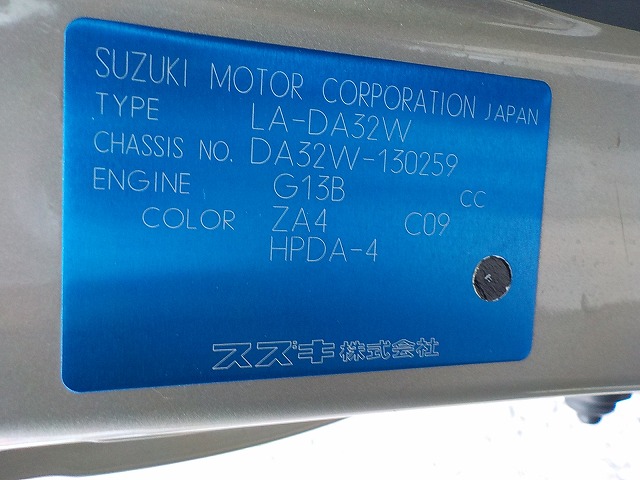 SUZUKI MOTOR CORPORATION JAPAN
TYPE LA-DA32W
CHASSIS NO. DA32W-130259
ENGINE G13B CC
COLOR ZA4 C09
HPDA-4
スズキ株式会社